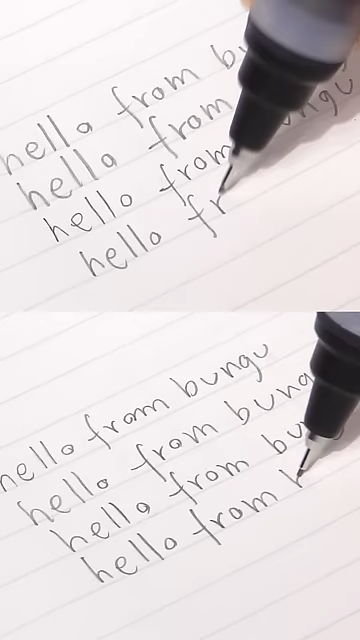 hello from bu
hello from ungu
hello from
hello fr
hello from bungu
hello from bung
hello from bu
hello from b